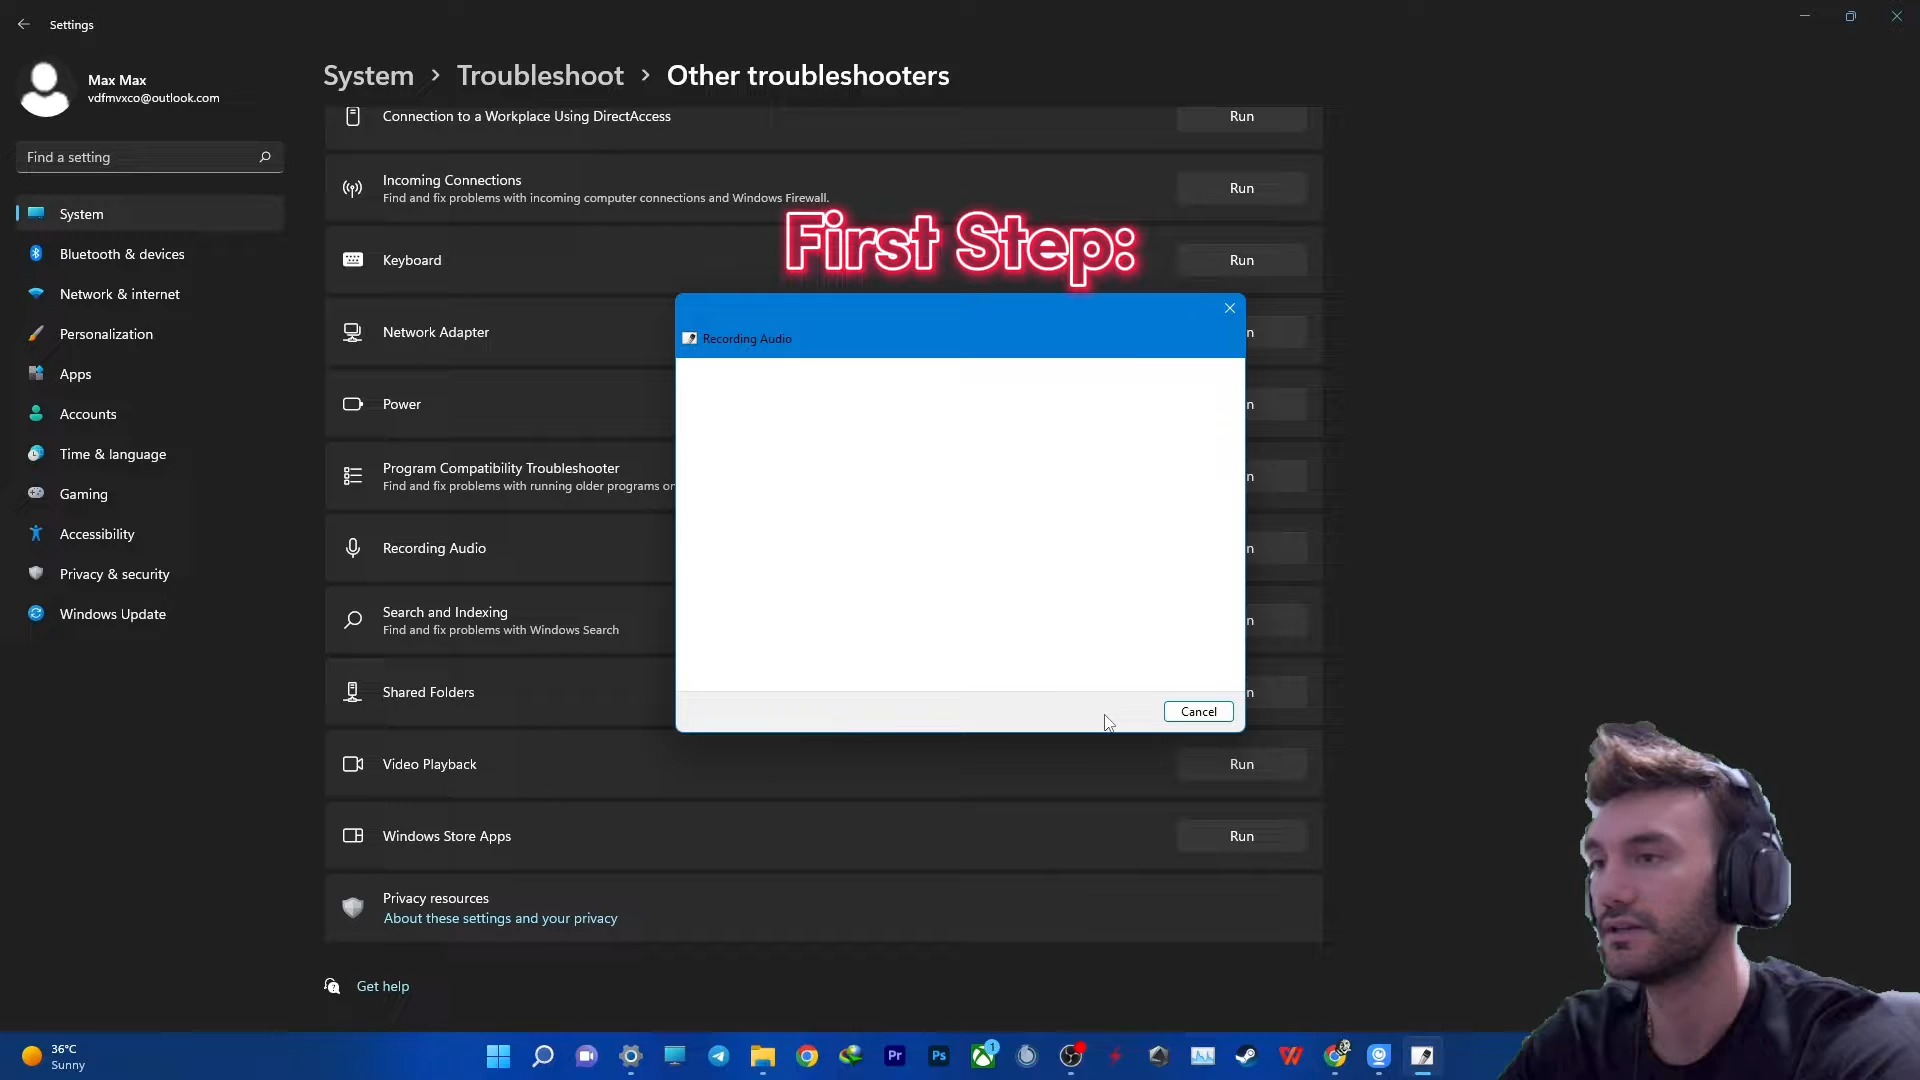 Settings
Max Max
vdfmvxco@outlook.com
Find a setting
System
Bluetooth & devices
Network & internet
Personalization
Apps
Accounts
Time & language
Gaming
Accessibility
Privacy & security
Windows Update
System > Troubleshoot > Other troubleshooters
Connection to a Workplace Using DirectAccess
Run
Incoming Connections
Find and fix problems with incoming computer connections and Windows Firewall.
Run
First Step:
Keyboard
Run
Network Adapter
n
Power
n
Program Compatibility Troubleshooter
Find and fix problems with running older programs or
n
Recording Audio
n
Search and Indexing
Find and fix problems with Windows Search
n
Shared Folders
n
Recording Audio
Cancel
Video Playback
Run
Windows Store Apps
Run
Privacy resources
About these settings and your privacy
Get help
36°C
Sunny
Pr
Ps
1